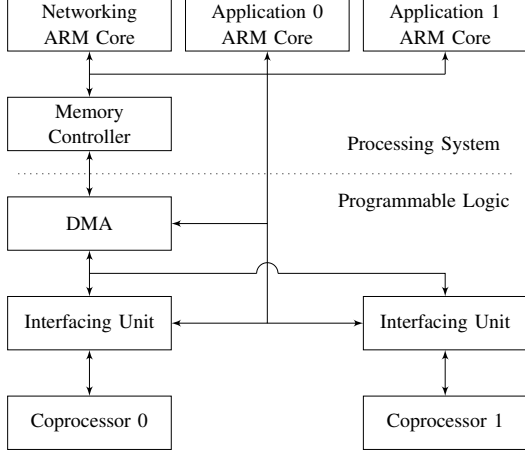 Networking
ARM Core
Application 0
ARM Core
Application 1
ARM Core
Memory
Controller
Processing System
Programmable Logic
DMA
Interfacing Unit
Interfacing Unit
Coprocessor 0
Coprocessor 1